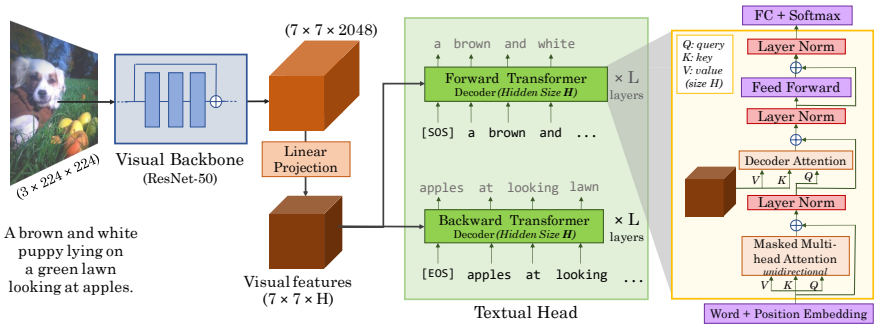 (3 × 224 × 224)
A brown and white
puppy lying on
a green lawn
looking at apples.
Visual Backbone
(ResNet-50)
(7 × 7 × 2048)
Linear
Projection
Visual features
(7 × 7 × H)
a brown and white
Forward Transformer
Decoder (Hidden Size H)
× L
layers
[SOS] a brown and ...
apples at looking lawn
Backward Transformer
Decoder (Hidden Size H)
× L
layers
[EOS] apples at looking ...
Textual Head
Q: query
K: key
V: value
(size H)
FC + Softmax
Layer Norm
Feed Forward
Layer Norm
Decoder Attention
V K Q
Layer Norm
Masked Multi-
head Attention
unidirectional
V K Q
Word + Position Embedding